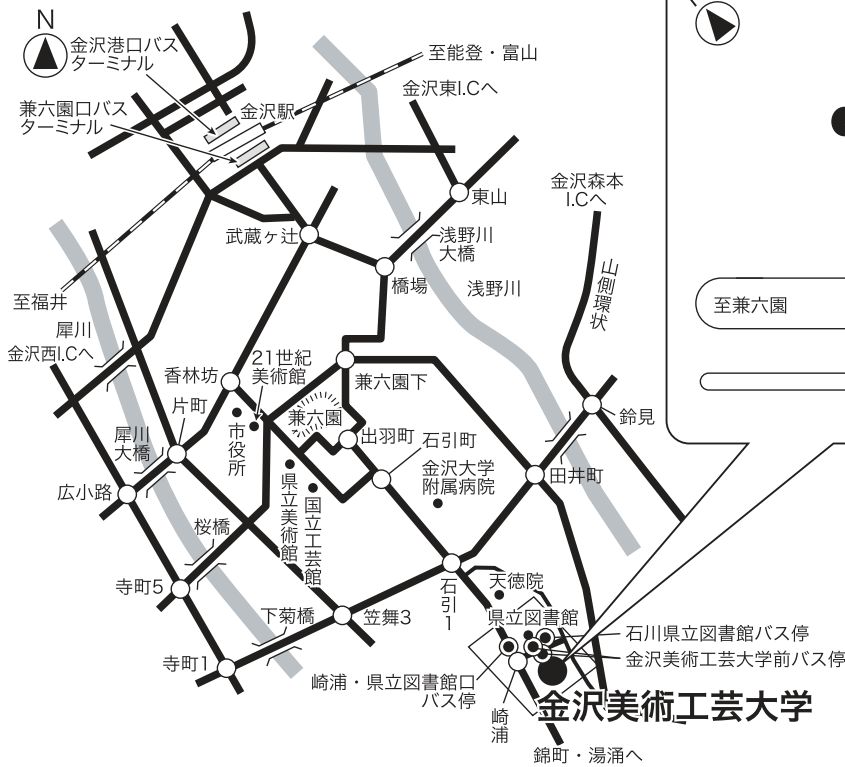 N
金沢港口バス
ターミナル
至能登・富山
金沢東I.Cへ
兼六園口バス
ターミナル
金沢駅
金沢森本
I.Cへ
東山
武蔵ヶ辻
浅野川
大橋
橋場
浅野川
山側環状
至兼六園
至福井
犀川
金沢西I.Cへ
香林坊
21世紀
美術館
兼六園下
片町
兼六園
鈴見
市役所
出羽町
石引町
犀川
大橋
金沢大学
附属病院
田井町
広小路
県立美術館
国立工芸館
桜橋
寺町5
石引1
天徳院
下菊橋
笠舞3
県立図書館
石川県立図書館バス停
寺町1
金沢美術工芸大学前バス停
崎浦・県立図書館口
バス停
崎浦
金沢美術工芸大学
錦町・湯涌へ